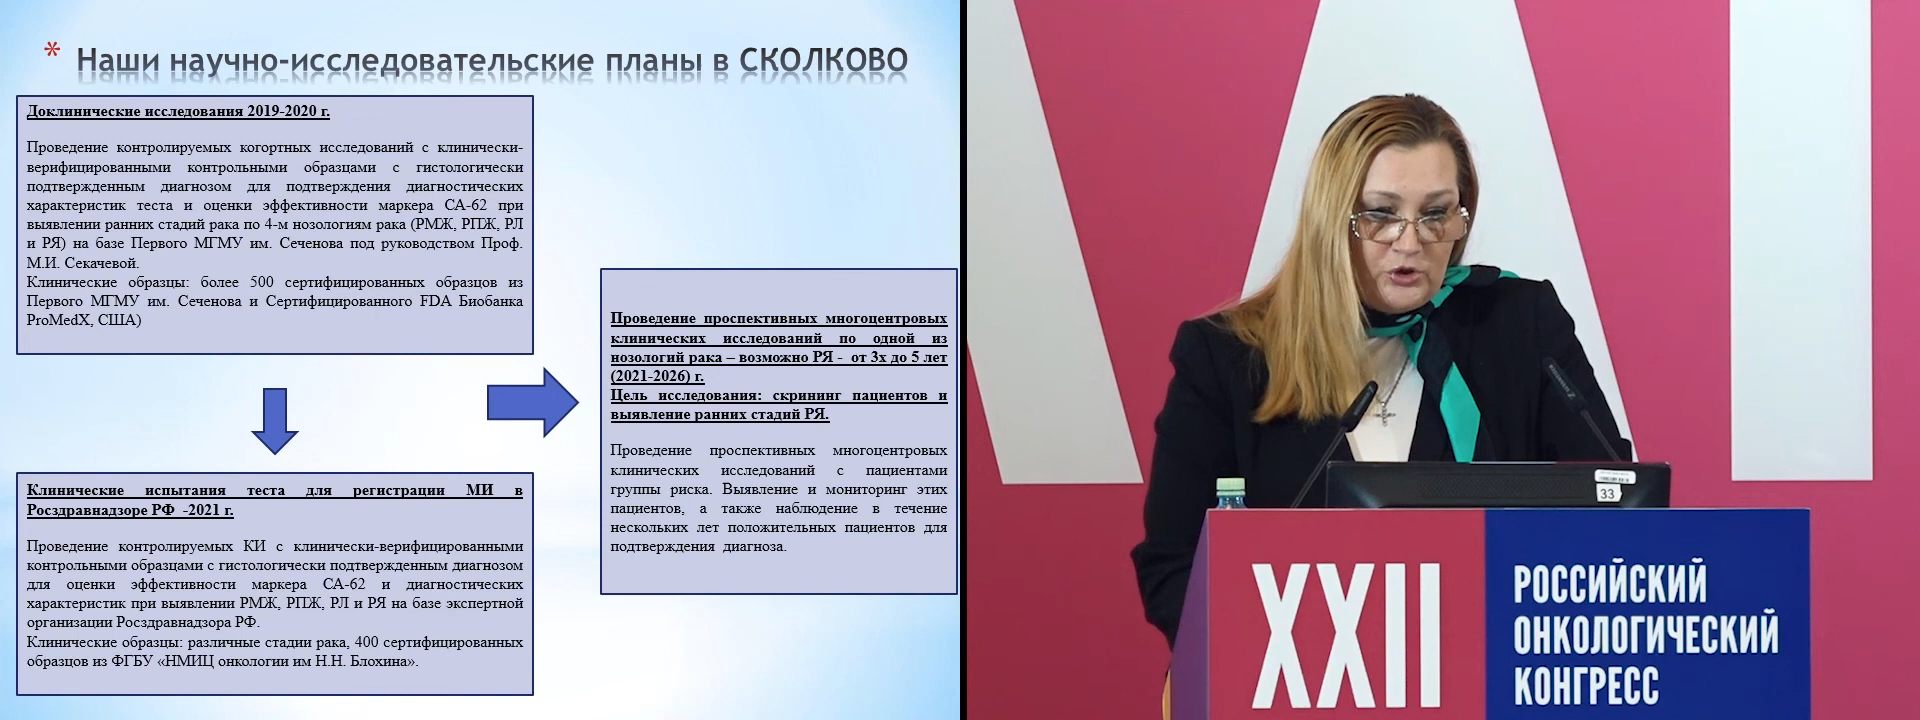 * Наши научно-исследовательские планы в СКОЛКОВО
Доклинические исследования 2019-2020 г.
Проведение контролируемых когортных исследований с клинически-
верифицированными контрольными образцами с гистологически
подтвержденным диагнозом для подтверждения диагностических
характеристик теста и оценки эффективности маркера СА-62 при
выявлении ранних стадий рака по 4-м нозологиям рака (РМЖ, РПЖ, РЛ
и РЯ) на базе Первого МГМУ им. Сеченова под руководством Проф.
М.И. Секачевой.
Клинические образцы: более 500 сертифицированных образцов из
Первого МГМУ им. Сеченова и Сертифицированного FDA Биобанка
ProMedX, США)
Клинические испытания теста для регистрации МИ в
Росздравнадзоре РФ -2021 г.
Проведение контролируемых КИ с клинически-верифицированными
контрольными образцами с гистологически подтвержденным диагнозом
для оценки эффективности маркера СА-62 и диагностических
характеристик при выявлении РМЖ, РПЖ, РЛ и РЯ на базе экспертной
организации Росздравнадзора РФ.
Клинические образцы: различные стадии рака, 400 сертифицированных
образцов из ФГБУ «НМИЦ онкологии им Н.Н. Блохина».
Проведение проспективных многоцентровых
клинических исследований по одной из
нозологий рака – возможно РЯ - от 3х до 5 лет
(2021-2026) г.
Цель исследования: скрининг пациентов и
выявление ранних стадий РЯ.
Проведение проспективных многоцентровых
клинических исследований с пациентами
группы риска. Выявление и мониторинг этих
пациентов, а также наблюдение в течение
нескольких лет положительных пациентов для
подтверждения диагноза.
33
XXII
РОССИЙСКИЙ
ОНКОЛОГИЧЕСКИЙ
КОНГРЕСС